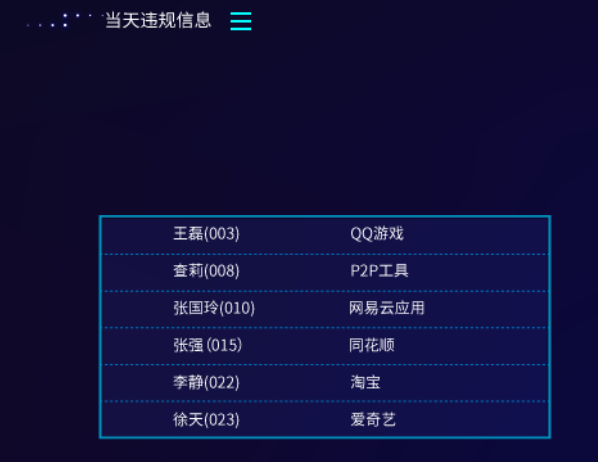 当天违规信息
王磊(003) QQ游戏
查莉(008) P2P工具
张国玲(010) 网易云应用
张强(015) 同花顺
李静(022) 淘宝
徐天(023) 爱奇艺